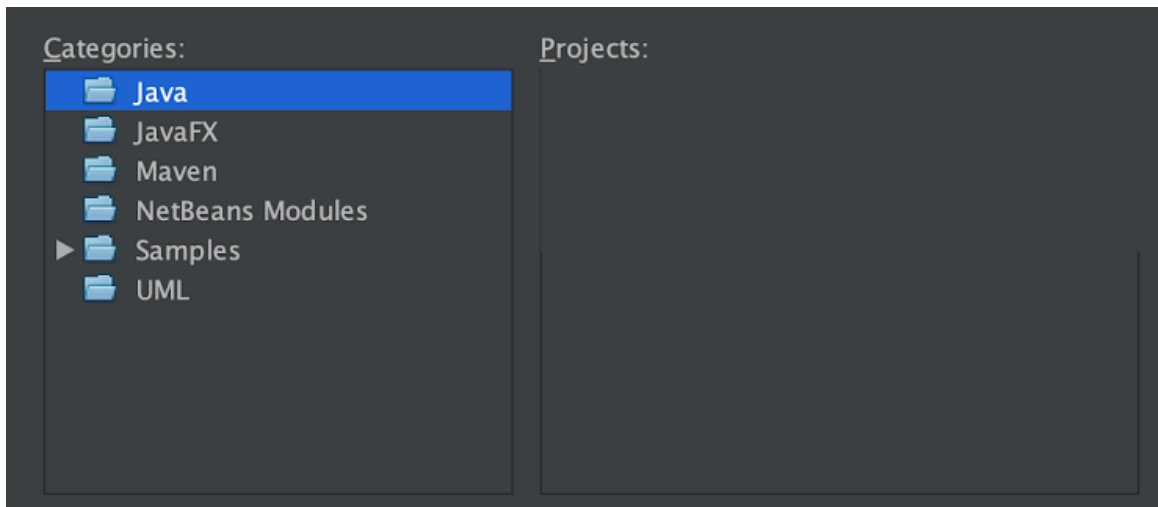 Categories:
Projects:
Java
JavaFX
Maven
NetBeans Modules
Samples
UML